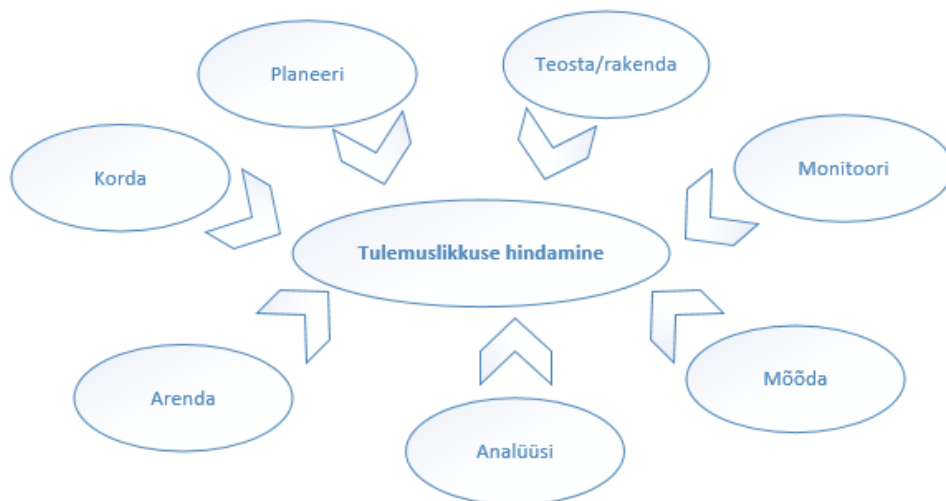 Planeeri
Teosta/rakenda
Korda
Monitoori
Tulemuslikkuse hindamine
Arenda
Mõõda
Analüüsi